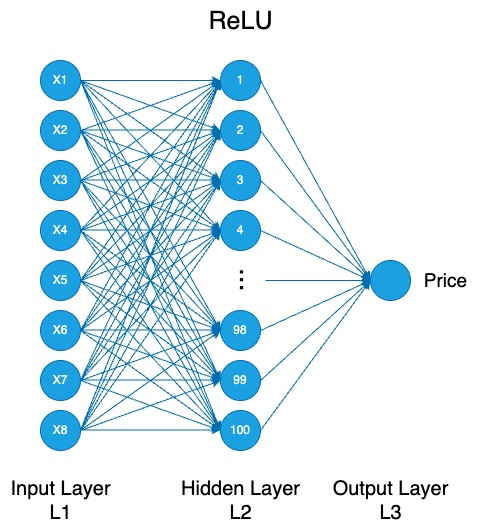 ReLU
X1
X2
X3
X4
X5
X6
X7
X8
1
2
3
4
⋮
98
99
100
Price
Input Layer
L1
Hidden Layer
L2
Output Layer
L3